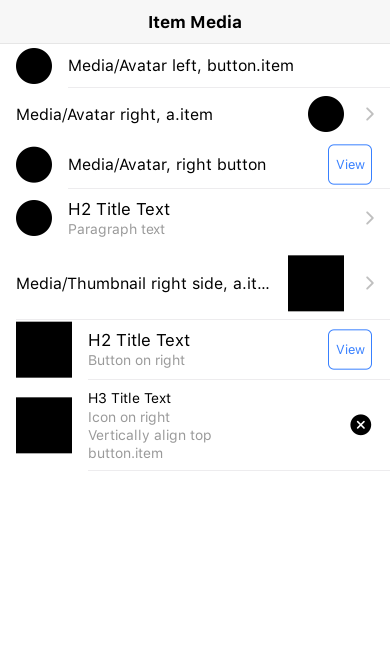 Item Media
Media/Avatar left, button.item
Media/Avatar right, a.item
Media/Avatar, right button
View
H2 Title Text
Paragraph text
Media/Thumbnail right side, a.it...
H2 Title Text
Button on right
View
H3 Title Text
Icon on right
Vertically align top
button.item